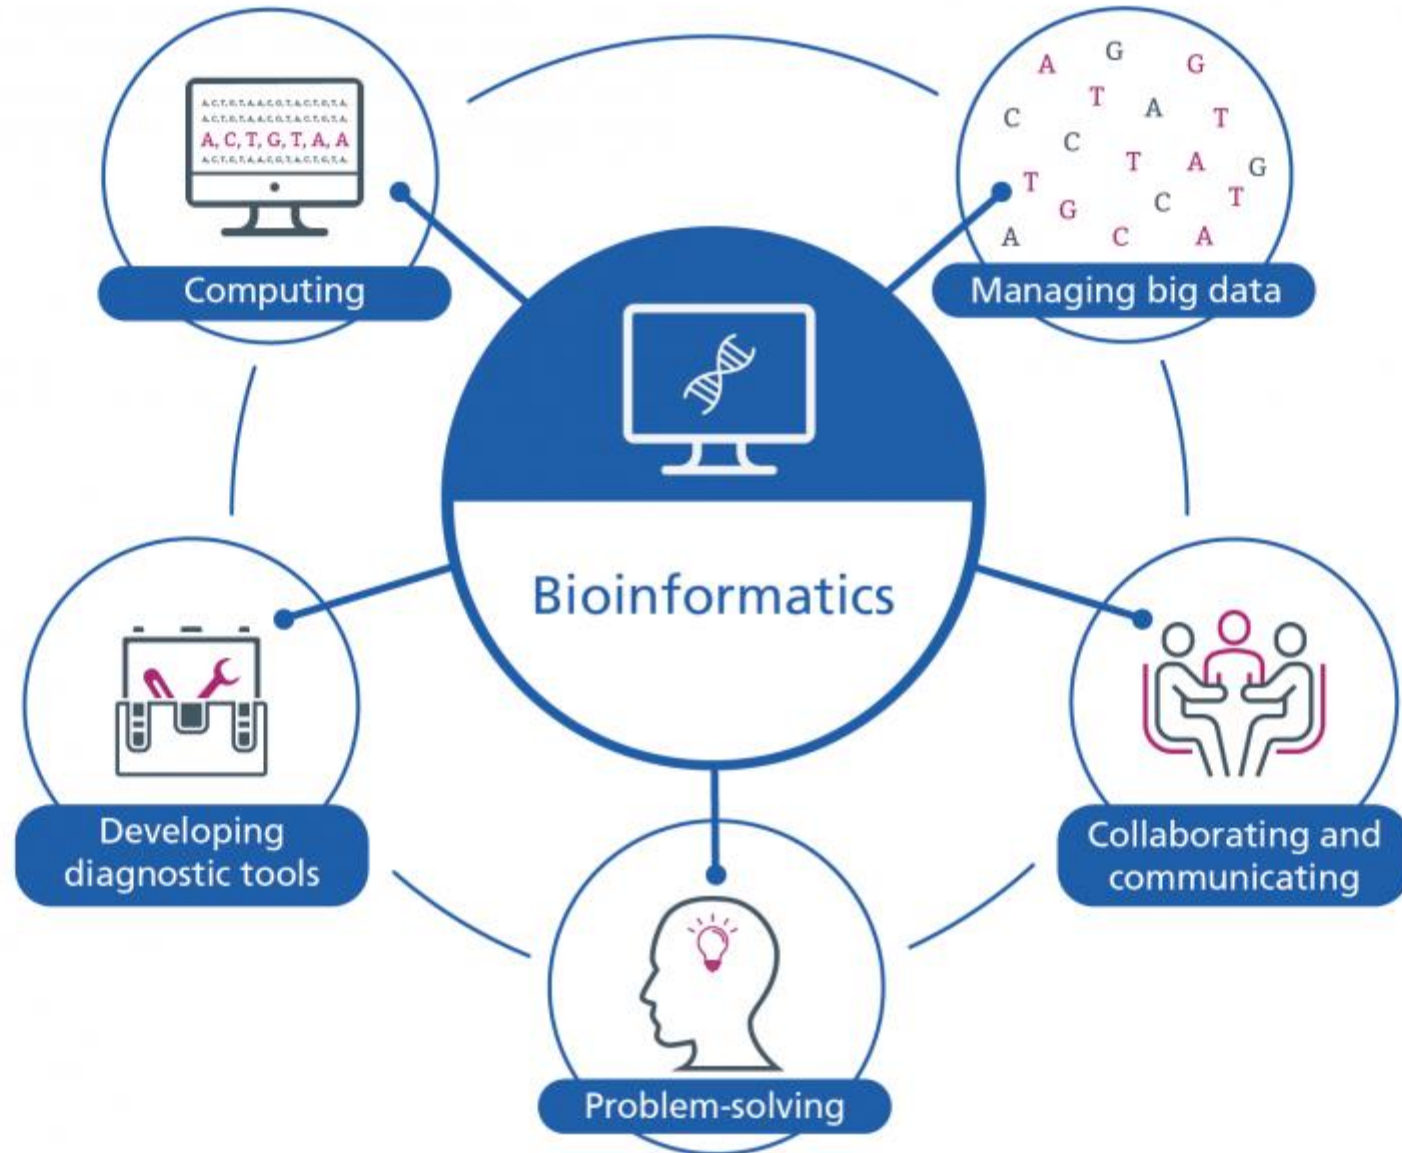 A, C, T, G, T, A, A
Computing
A G G
T
C A T
C
T A G
T
T
G C
A C A
Managing big data
Bioinformatics
Developing
diagnostic tools
Collaborating and
communicating
Problem-solving